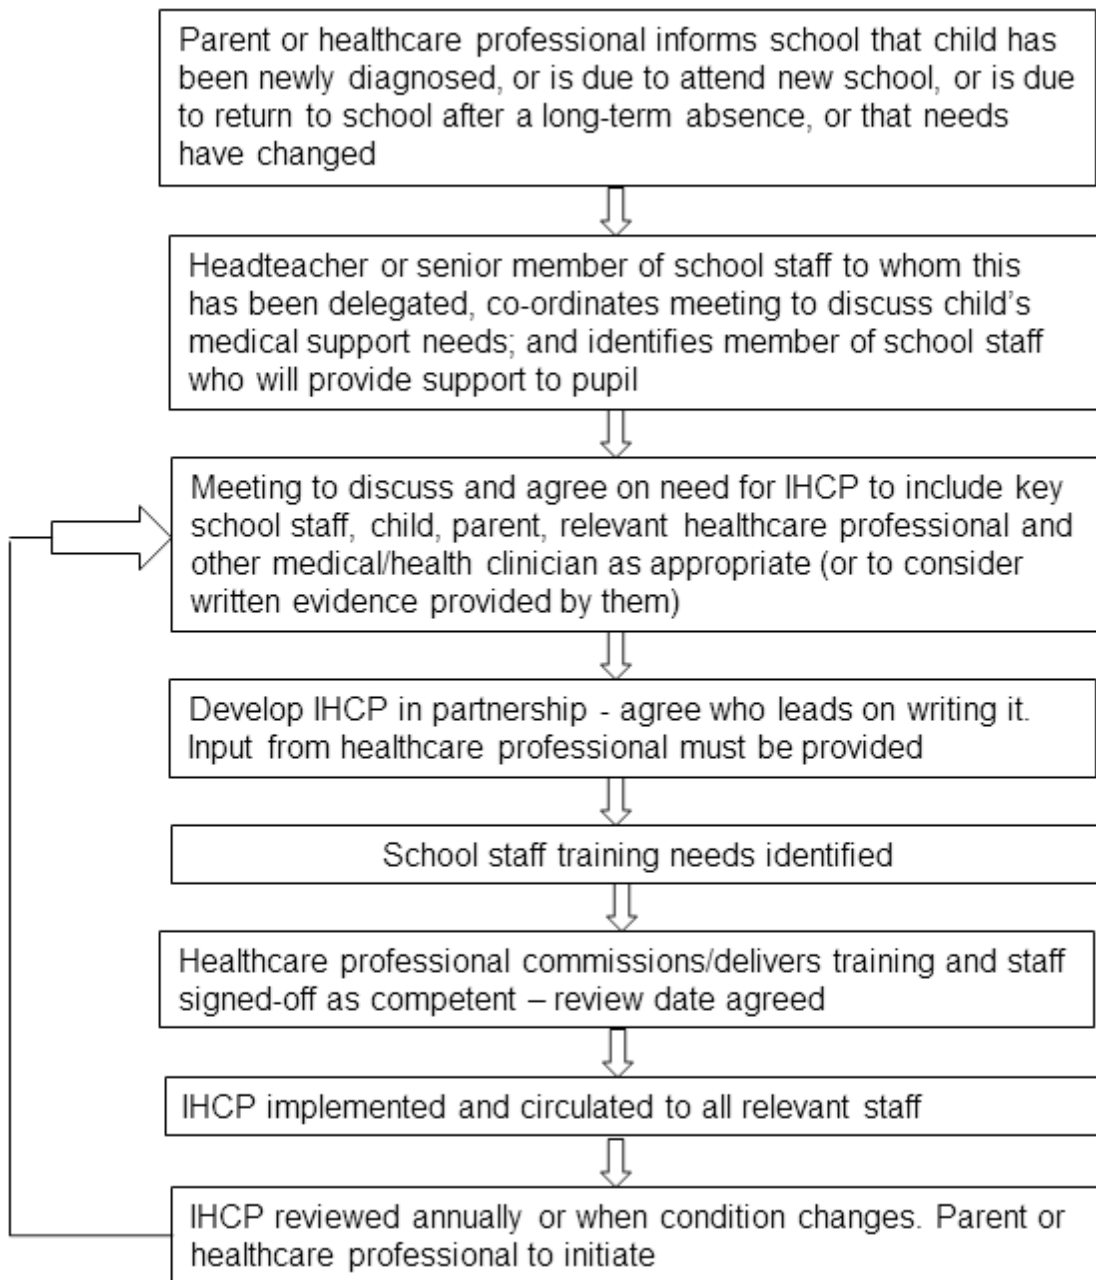 Parent or healthcare professional informs school that child has
been newly diagnosed, or is due to attend new school, or is due
to return to school after a long-term absence, or that needs
have changed
Headteacher or senior member of school staff to whom this
has been delegated, co-ordinates meeting to discuss child's
medical support needs; and identifies member of school staff
who will provide support to pupil
Meeting to discuss and agree on need for IHCP to include key
school staff, child, parent, relevant healthcare professional and
other medical/health clinician as appropriate (or to consider
written evidence provided by them)
Develop IHCP in partnership - agree who leads on writing it.
Input from healthcare professional must be provided
School staff training needs identified
Healthcare professional commissions/delivers training and staff
signed-off as competent – review date agreed
IHCP implemented and circulated to all relevant staff
IHCP reviewed annually or when condition changes. Parent or
healthcare professional to initiate